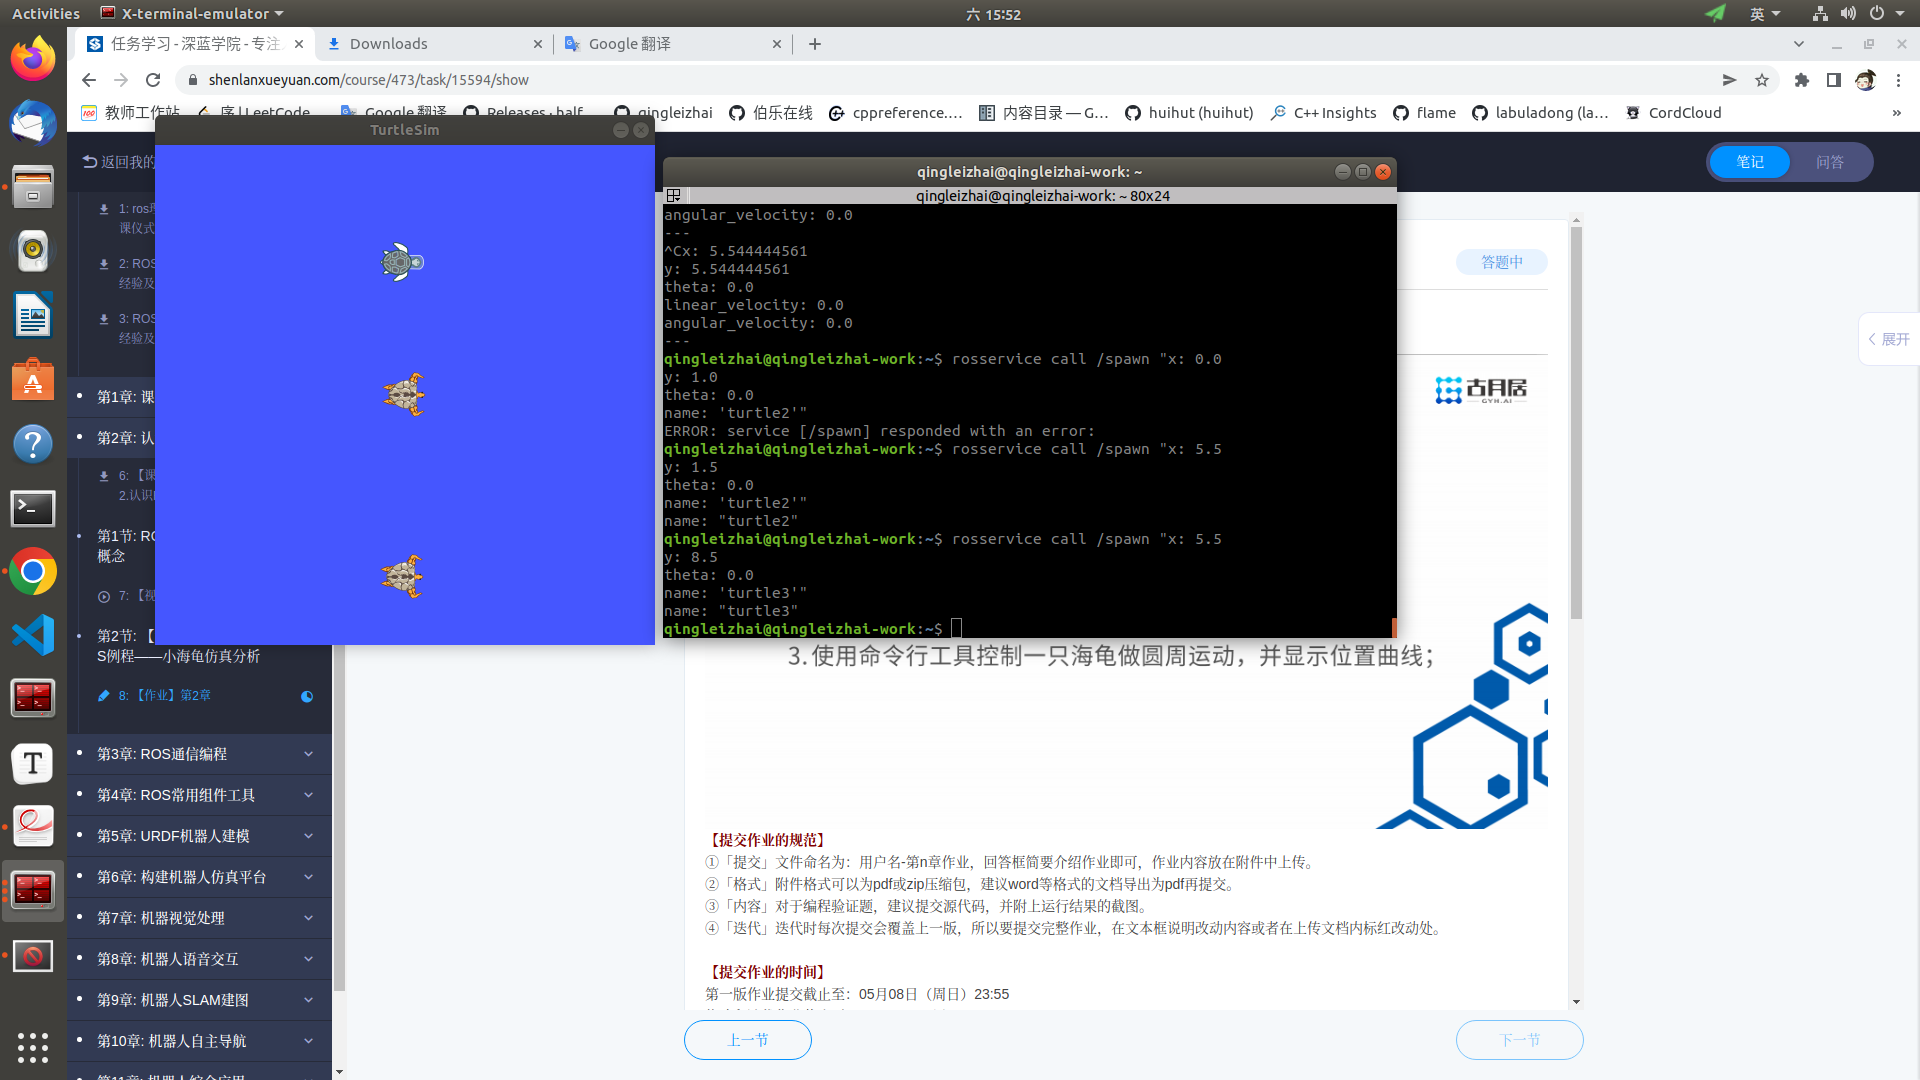 Activities
X-terminal-emulator
六 15:52
英
任务学习 - 深蓝学院 - 专注
Downloads
Google 翻译
shenlanxueyuan.com/course/473/task/15594/show
教师工作站
序 | LeetCode
Google 翻译
Releases · half
qingleizhai
伯乐在线
cppreference.…
内容目录 — G…
huihut (huihut)
C++ Insights
flame
labuladong (la…
CordCloud
»
返回我的
笔记
问答
TurtleSim
1: ros
课仪式
2: ROS
经验及
3: ROS
经验及
第1章: 课
第2章: 认
6: 【课
2.认识
第1节: RO
概念
7: 【视
第2节: 【
S例程——小海龟仿真分析
8: 【作业】第2章
第3章: ROS通信编程
第4章: ROS常用组件工具
第5章: URDF机器人建模
第6章: 构建机器人仿真平台
第7章: 机器视觉处理
第8章: 机器人语音交互
第9章: 机器人SLAM建图
第10章: 机器人自主导航
qingleizhai@qingleizhai-work: ~
qingleizhai@qingleizhai-work: ~ 80x24
angular_velocity: 0.0
---
^Cx: 5.544444561
y: 5.544444561
theta: 0.0
linear_velocity: 0.0
angular_velocity: 0.0
---
qingleizhai@qingleizhai-work:~$ rosservice call /spawn "x: 0.0
y: 1.0
theta: 0.0
name: 'turtle2'"
ERROR: service [/spawn] responded with an error:
qingleizhai@qingleizhai-work:~$ rosservice call /spawn "x: 5.5
y: 1.5
theta: 0.0
name: 'turtle2'"
name: "turtle2"
qingleizhai@qingleizhai-work:~$ rosservice call /spawn "x: 5.5
y: 8.5
theta: 0.0
name: 'turtle3'"
name: "turtle3"
qingleizhai@qingleizhai-work:~$
答题中
展开
古月居
GYH.AI
3.使用命令行工具控制一只海龟做圆周运动，并显示位置曲线；
【提交作业的规范】
①「提交」文件命名为：用户名-第n章作业，回答框简要介绍作业即可，作业内容放在附件中上传。
②「格式」附件格式可以为pdf或zip压缩包，建议word等格式的文档导出为pdf再提交。
③「内容」对于编程验证题，建议提交源代码，并附上运行结果的截图。
④「迭代」迭代时每次提交会覆盖上一版，所以要提交完整作业，在文本框说明改动内容或者在上传文档内标红改动处。
【提交作业的时间】
第一版作业提交截止至：05月08日（周日）23:55
上一节
下一节